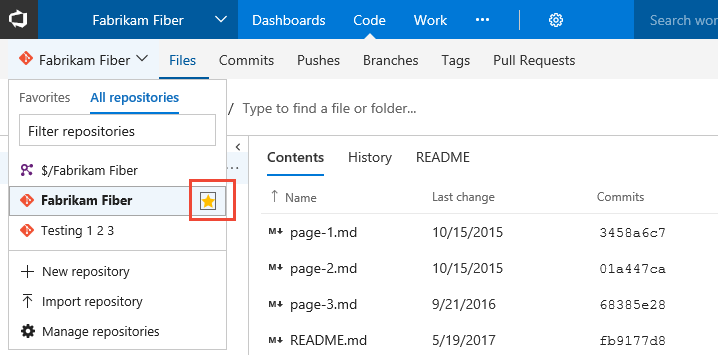 Fabrikam Fiber Dashboards Code Work ··· Search wor
Fabrikam Fiber Files Commits Pushes Branches Tags Pull Requests
Favorites All repositories
/ Type to find a file or folder...
Filter repositories
Contents History README
$/Fabrikam Fiber ...
Fabrikam Fiber
Name Last change Commits
Testing 1 2 3
M↓ page-1.md 10/15/2015 3458a6c7
New repository
M↓ page-2.md 10/15/2015 01a447ca
Import repository
M↓ page-3.md 9/21/2016 68385e28
Manage repositories
M↓ README.md 5/19/2017 fb9177d8